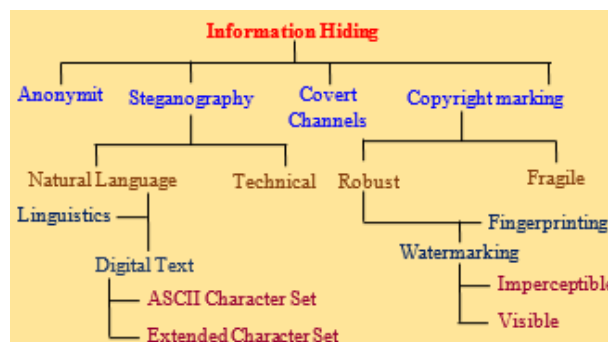 Information Hiding
Anonymit Steganography Covert Channels Copyright marking
Natural Language Technical Robust Fragile
Linguistics Fingerprinting
Watermarking
Digital Text
Imperceptible
ASCII Character Set
Visible
Extended Character Set